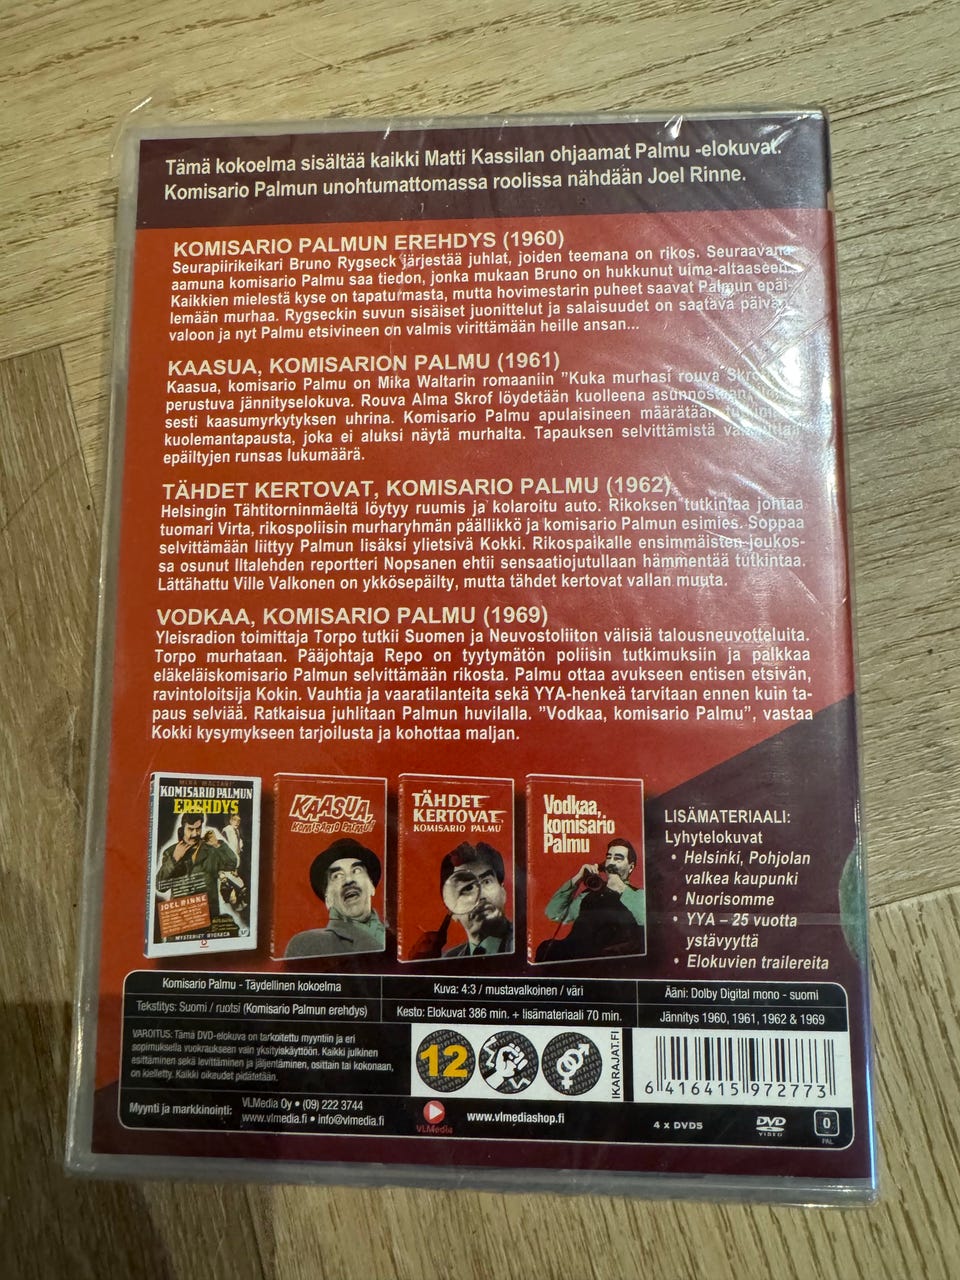 Tämä kokoelma sisältää kaikki Matti Kassilan ohjaamat Palmu -elokuvat.
Komisario Palmun unohtumattomassa roolissa nähdään Joel Rinne.
KOMISARIO PALMUN EREHDYS (1960)
Seurapiirikeikari Bruno Rygseck järjestää juhlat, joiden teemana on rikos. Seuraavana
aamuna komisario Palmu saa tiedon, jonka mukaan Bruno on hukkunut uima-altaaseen.
Kaikkien mielestä kyse on tapaturmasta, mutta hovimestarin puheet saavat Palmun epäi-
lemään murhaa. Rygseckin suvun sisäiset juonittelut ja salaisuudet on saatava päivän-
valoon ja nyt Palmu etsivineen on valmis virittämään heille ansan...
KAASUA, KOMISARION PALMU (1961)
Kaasua, komisario Palmu on Mika Waltarin romaaniin "Kuka murhasi rouva
perustuva jännityselokuva. Rouva Alma Skrof löydetään kuolleena asunnostaan,
sesti kaasumyrkytyksen uhrina. Komisario Palmu apulaisineen määrätään
kuolemantapausta, joka ei aluksi näytä murhalta. Tapauksen selvittämistä
epäiltyjen runsas lukumäärä.
TÄHDET KERTOVAT, KOMISARIO PALMU (1962)
Helsingin Tähtitorninmäeltä löytyy ruumis ja kolaroitu auto. Rikoksen tutkintaa johtaa
tuomari Virta, rikospoliisin murharyhmän päällikkö ja komisario Palmun esimies. Soppaa
selvittämään liittyy Palmun lisäksi ylietsivä Kokki. Rikospaikalle ensimmäisten joukos-
sa osunut Iltalehden reportteri Nopsanen ehtii sensaatiojutullaan hämmentää tutkintaa.
Lättähattu Ville Valkonen on ykkösepäilty, mutta tähdet kertovat vallan muuta.
VODKAA, KOMISARIO PALMU (1969)
Yleisradion toimittaja Torpo tutkii Suomen ja Neuvostoliiton välisiä talousneuvotteluita.
Torpo murhataan. Pääjohtaja Repo on tyytymätön poliisin tutkimuksiin ja palkkaa
eläkeläiskomisario Palmun selvittämään rikosta. Palmu ottaa avukseen entisen etsivän,
ravintoloitsija Kokin. Vauhtia ja vaaratilanteita sekä YYA-henkeä tarvitaan ennen kuin ta-
paus selviää. Ratkaisua juhlitaan Palmun huvilalla. "Vodkaa, komisario Palmu", vastaa
Kokki kysymykseen tarjoilusta ja kohottaa maljan.
MIKA WALTARI
KOMISARIO PALMUN
EREHDYS
JOEL RINNE
KAASUA,
KOMISARIO PALMU!
TÄHDET
KERTOVAT,
KOMISARIO PALMU
Vodkaa,
komisario
Palmu
LISÄMATERIAALI:
Lyhytelokuvat
• Helsinki, Pohjolan
valkea kaupunki
• Nuorisomme
• YYA – 25 vuotta
ystävyyttä
• Elokuvien trailereita
Komisario Palmu - Täydellinen kokoelma
Kuva: 4:3 / mustavalkoinen / väri
Ääni: Dolby Digital mono - suomi
Tekstitys: Suomi / ruotsi (Komisario Palmun erehdys)
Kesto: Elokuvat 386 min. + lisämateriaali 70 min.
Jännitys 1960, 1961, 1962 & 1969
VAROITUS: Tämä DVD-elokuva on tarkoitettu myyntiin ja eri
sopimuksella vuokraukseen vain yksityiskäyttöön. Kaikki julkinen
esittäminen sekä levittäminen ja jäljentäminen, osittain tai kokonaan,
on kielletty. Kaikki oikeudet pidätetään.
12
IKARAJAT.FI
6 416415 972773
Myynti ja markkinointi:
VLMedia Oy • (09) 222 3744
www.vlmedia.fi • info@vlmedia.fi
VLMedia
www.vlmediashop.fi
4 x DVDS
DVD
VIDEO
0
PAL